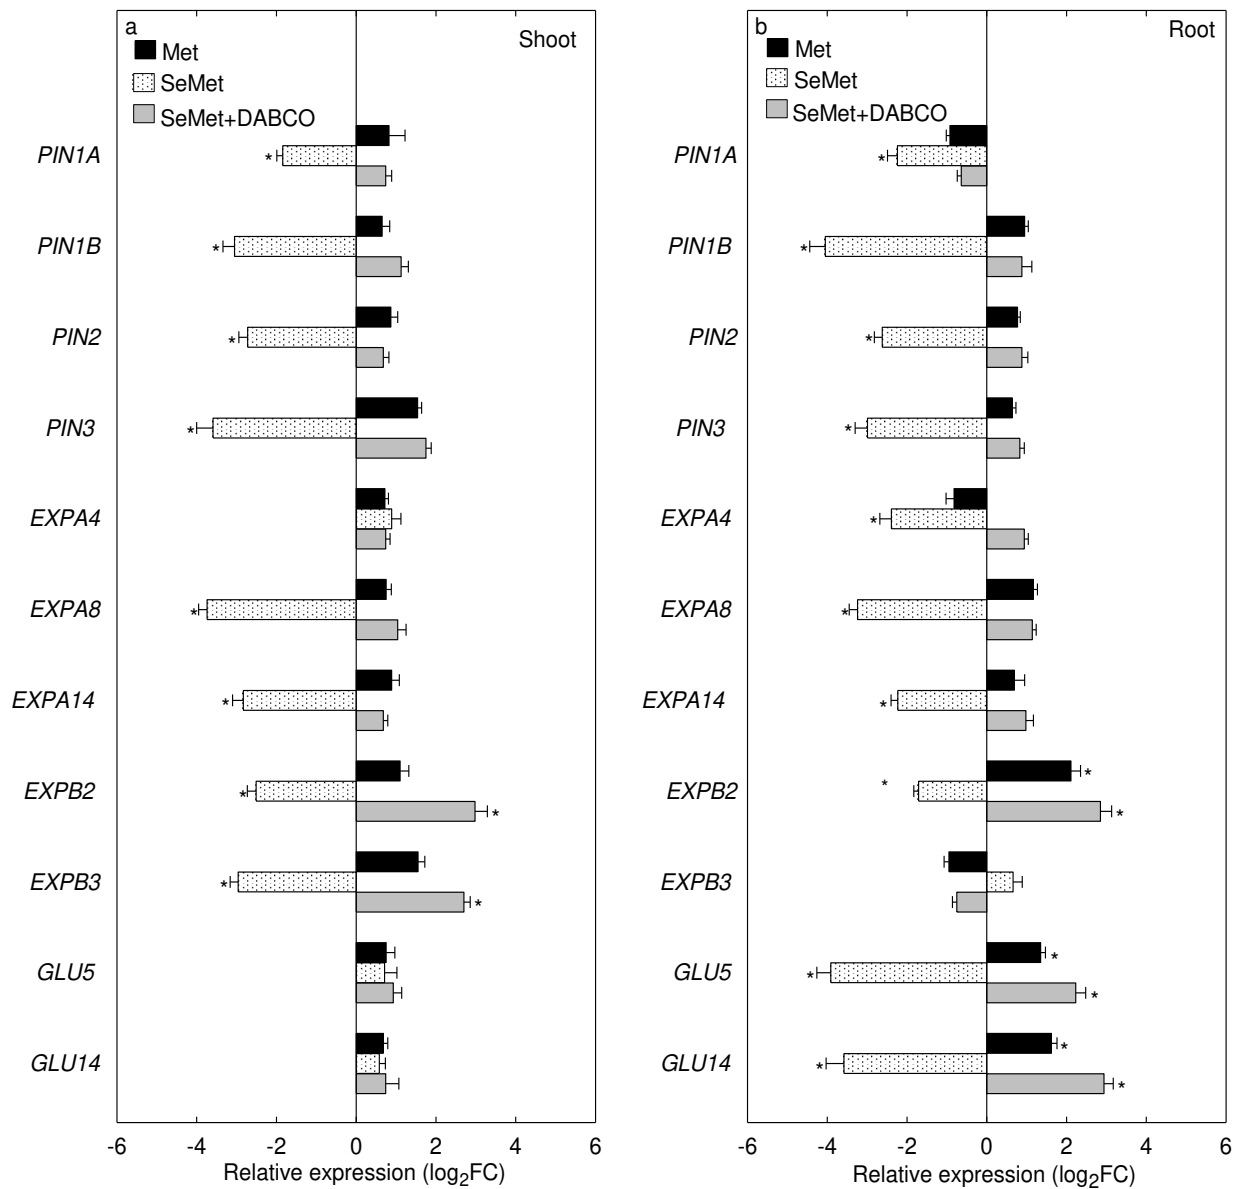 a
Shoot
Met
SeMet
SeMet+DABCO
PIN1A
PIN1B
PIN2
PIN3
EXPA4
EXPA8
EXPA14
EXPB2
EXPB3
GLU5
GLU14
-6 -4 -2 0 2 4 6
Relative expression (log₂FC)
b
Root
Met
SeMet
SeMet+DABCO
PIN1A
PIN1B
PIN2
PIN3
EXPA4
EXPA8
EXPA14
EXPB2
EXPB3
GLU5
GLU14
-6 -4 -2 0 2 4 6
Relative expression (log₂FC)